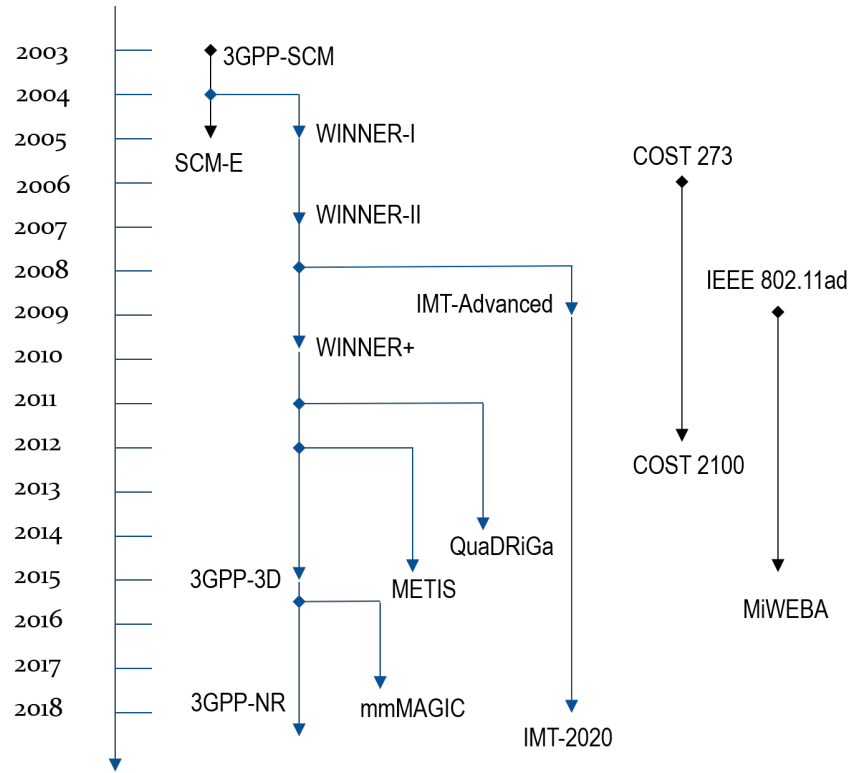 2003
3GPP-SCM
2004
2005
WINNER-I
COST 273
SCM-E
2006
WINNER-II
2007
2008
IEEE 802.11ad
IMT-Advanced
2009
WINNER+
2010
2011
2012
COST 2100
2013
2014
QuaDRiGa
2015
3GPP-3D
METIS
MiWEBA
2016
2017
3GPP-NR
mmMAGIC
2018
IMT-2020